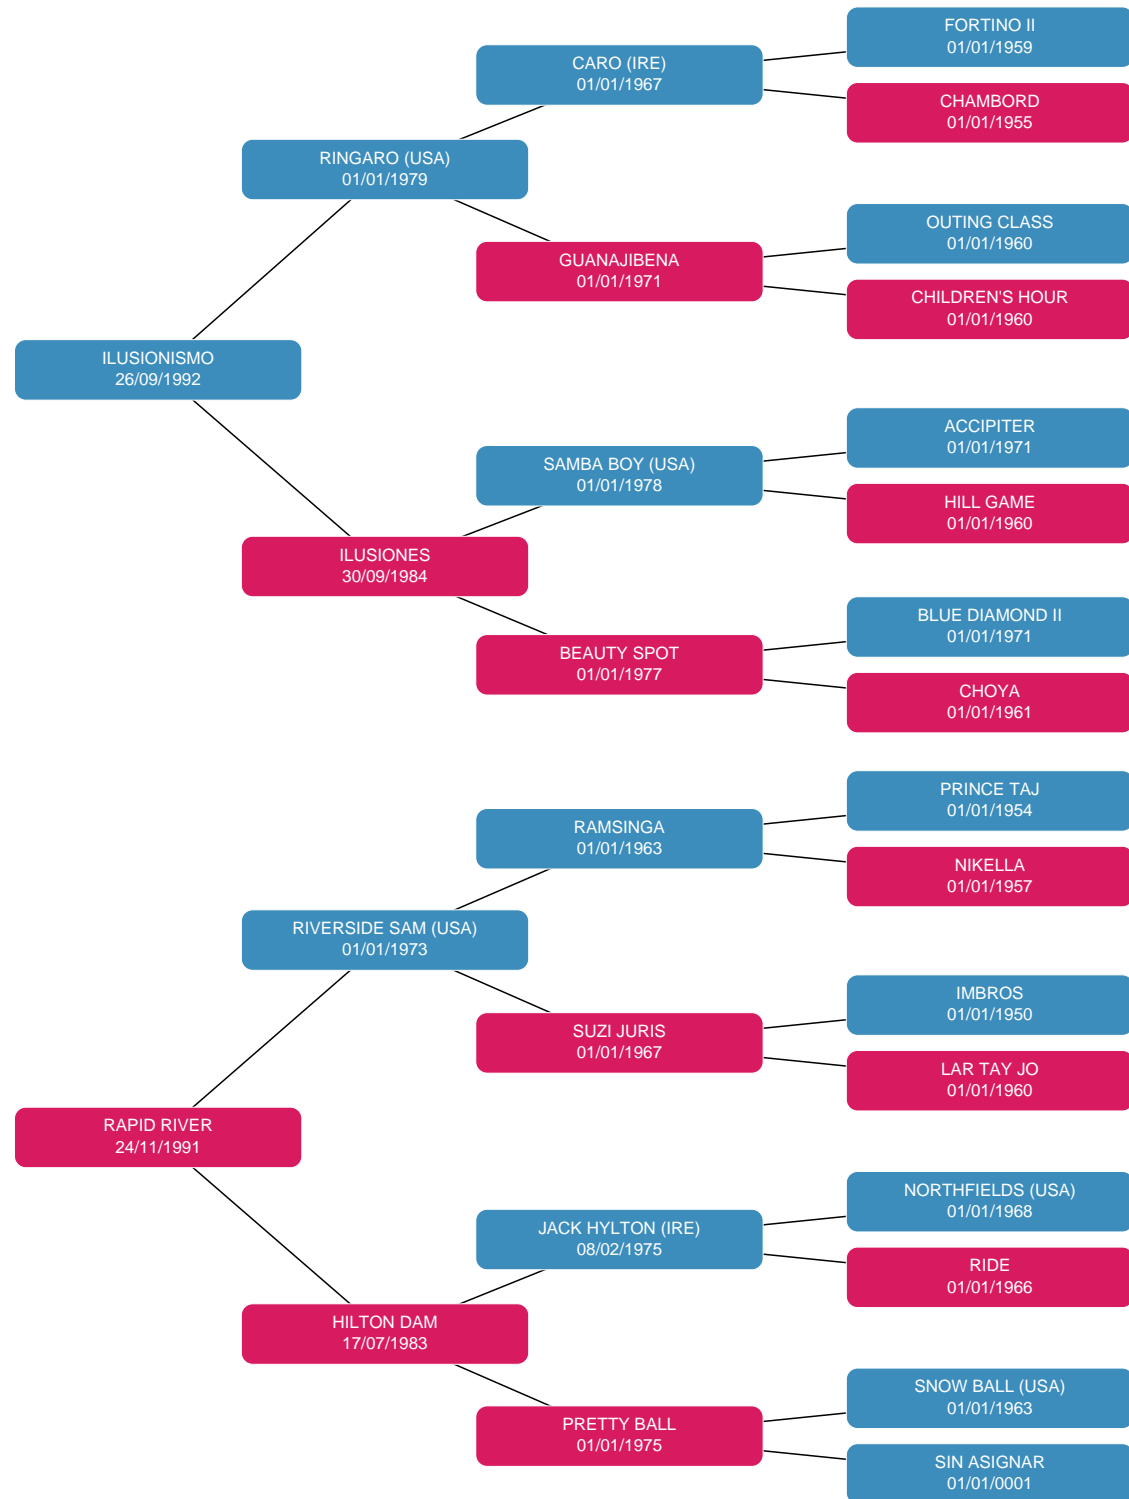 FORTINO II
01/01/1959
CARO (IRE)
01/01/1967
CHAMBORD
01/01/1955
RINGARO (USA)
01/01/1979
OUTING CLASS
01/01/1960
GUANAJIBENA
01/01/1971
CHILDREN'S HOUR
01/01/1960
ILUSIONISMO
26/09/1992
ACCIPITER
01/01/1971
SAMBA BOY (USA)
01/01/1978
HILL GAME
01/01/1960
ILUSIONES
30/09/1984
BLUE DIAMOND II
01/01/1971
BEAUTY SPOT
01/01/1977
CHOYA
01/01/1961
PRINCE TAJ
01/01/1954
RAMSINGA
01/01/1963
NIKELLA
01/01/1957
RIVERSIDE SAM (USA)
01/01/1973
IMBROS
01/01/1950
SUZI JURIS
01/01/1967
LAR TAY JO
01/01/1960
RAPID RIVER
24/11/1991
NORTHFIELDS (USA)
01/01/1968
JACK HYLTON (IRE)
08/02/1975
RIDE
01/01/1966
HILTON DAM
17/07/1983
SNOW BALL (USA)
01/01/1963
PRETTY BALL
01/01/1975
SIN ASIGNAR
01/01/0001